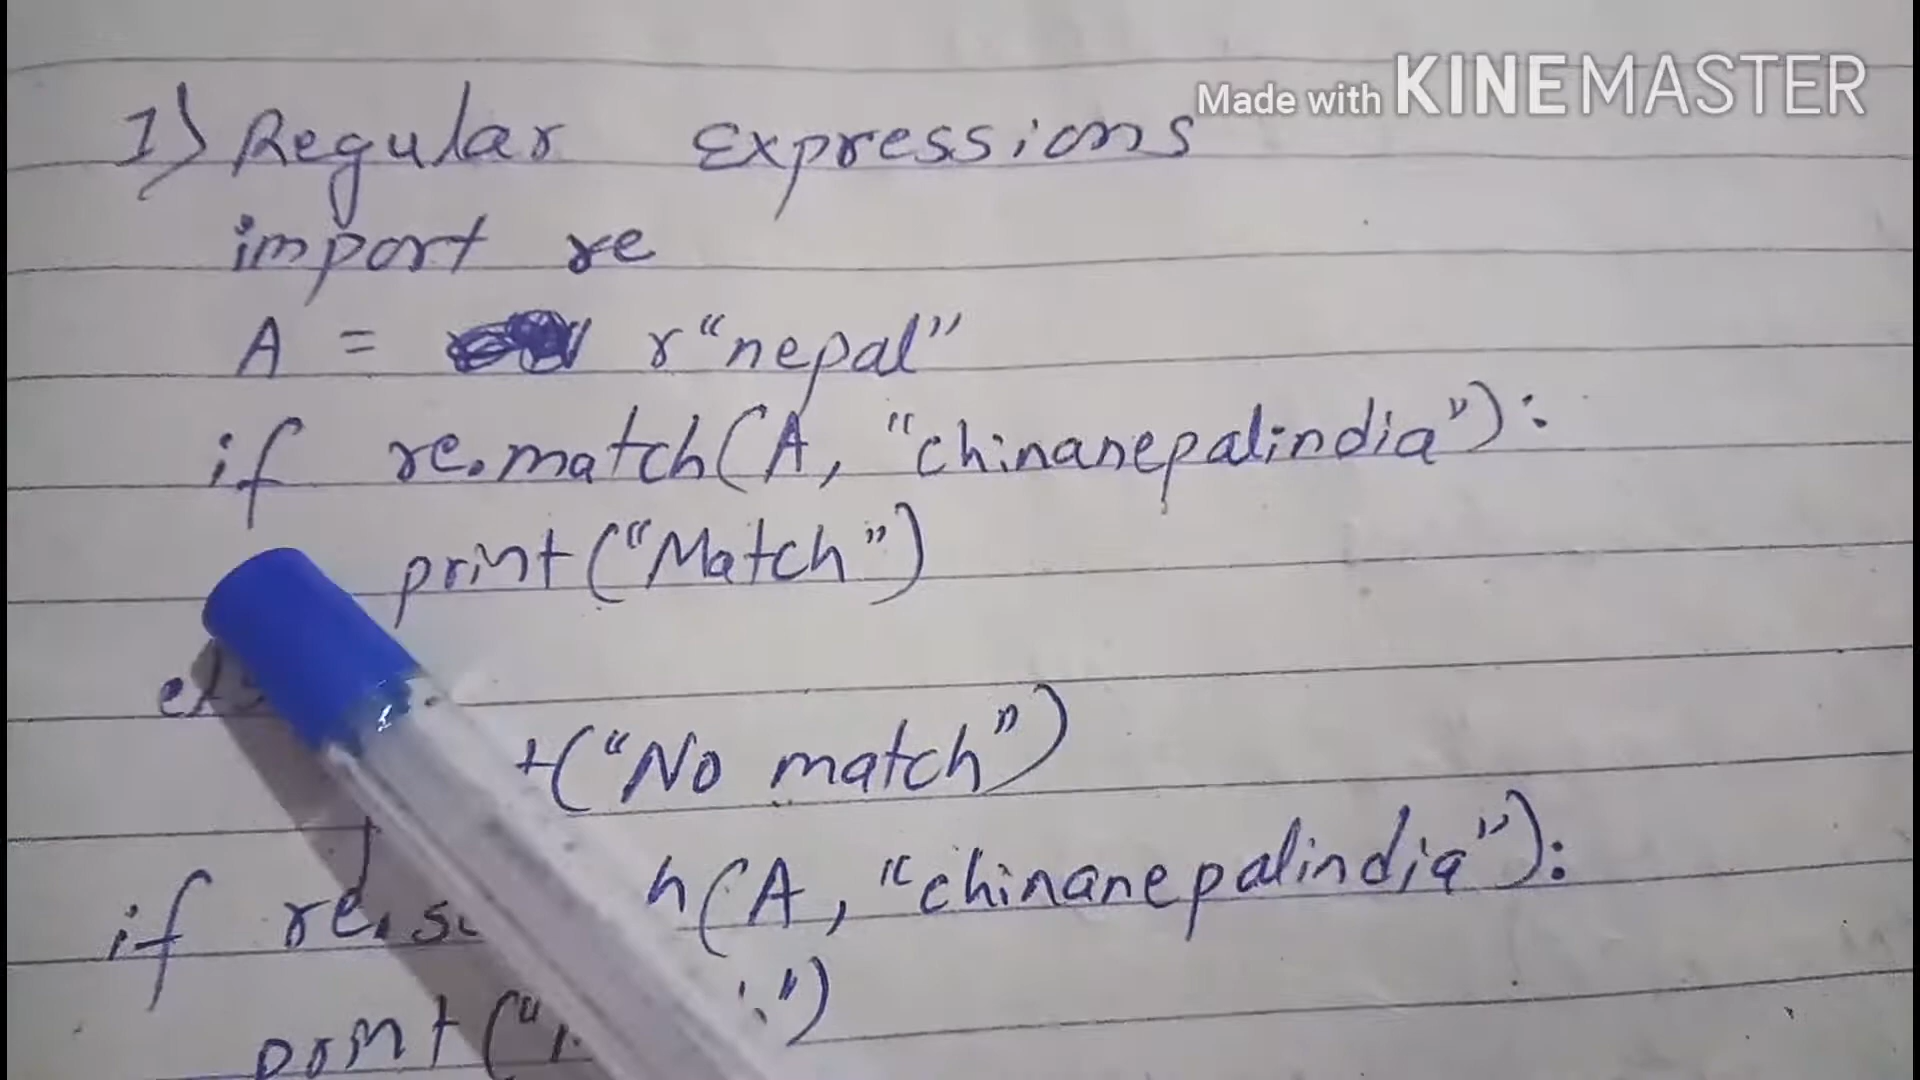 Made with KINEMASTER
1) Regular Expressions
import re
A = r"nepal"
if re.match(A, "chinanepalindia"):
print("Match")
("No match")
if (A, "chinanepalindia"):
print("